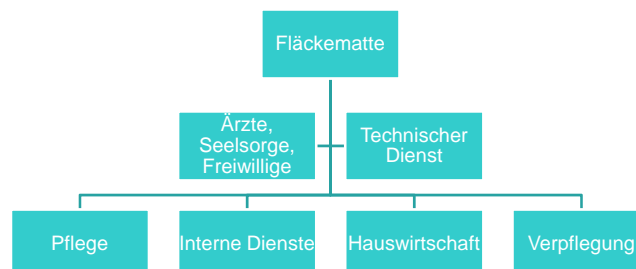 Fläckematte
Ärzte,
Seelsorge,
Freiwillige
Technischer
Dienst
Pflege
Interne Dienste
Hauswirtschaft
Verpflegung